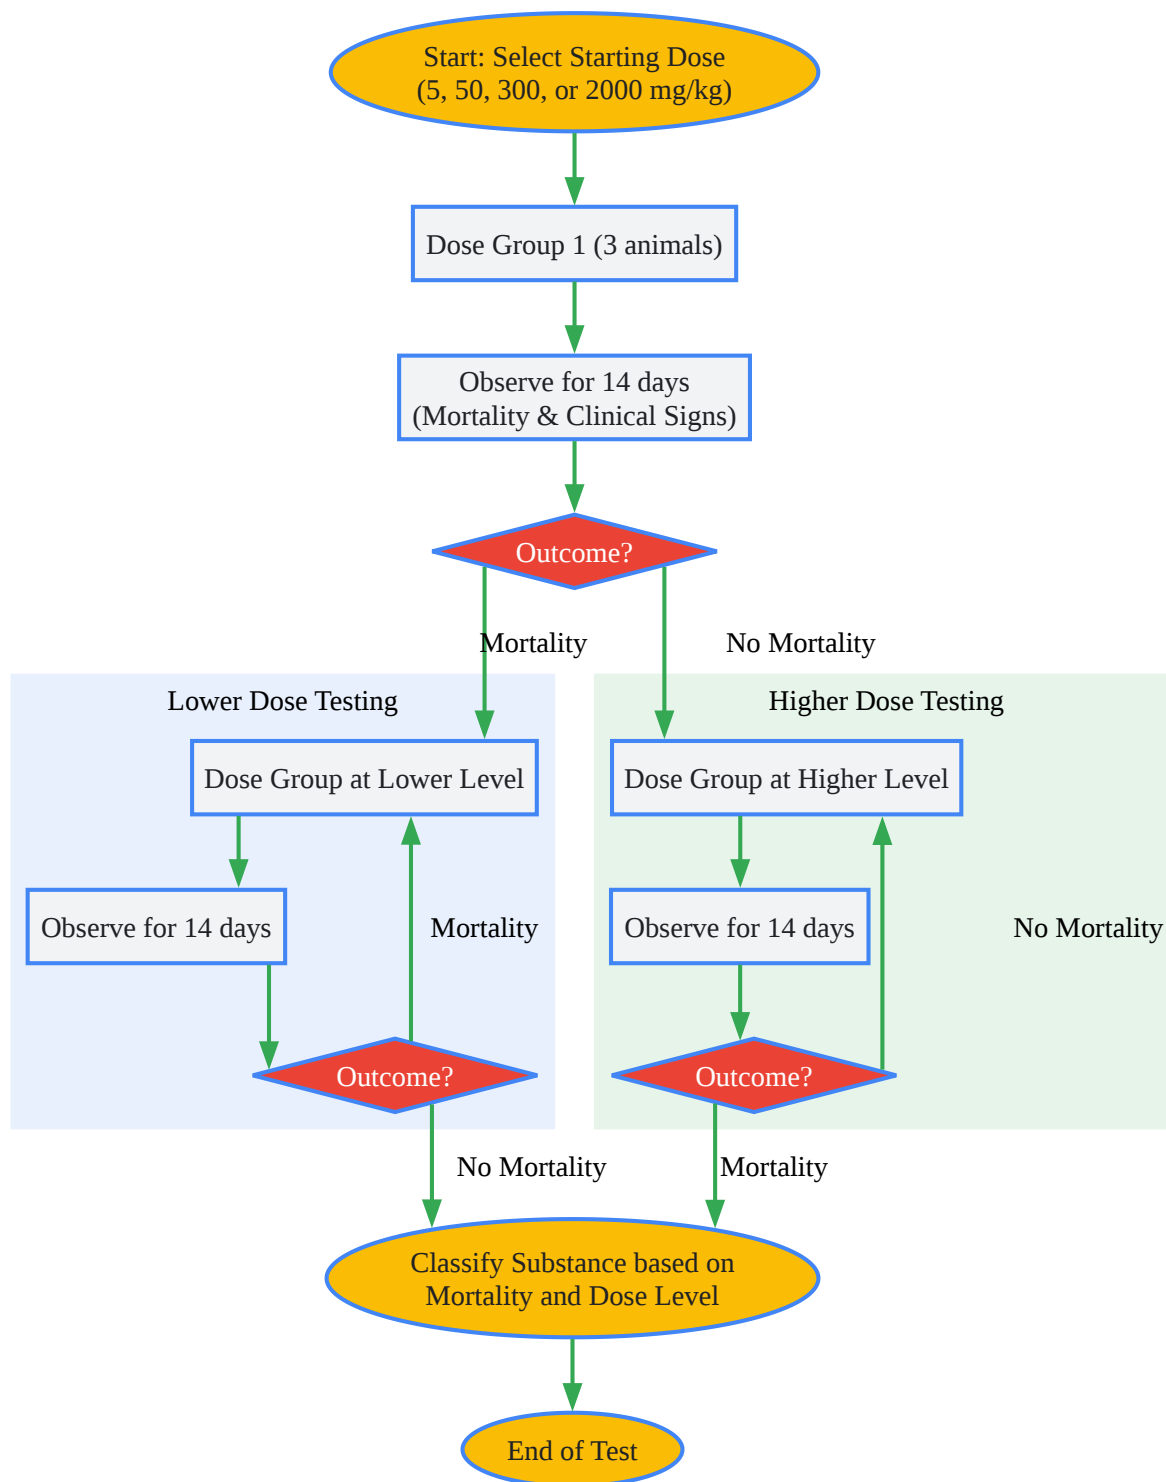 Start: Select Starting Dose
(5, 50, 300, or 2000 mg/kg)
Dose Group 1 (3 animals)
Observe for 14 days
(Mortality & Clinical Signs)
Outcome?
Mortality
No Mortality
Lower Dose Testing
Dose Group at Lower Level
Observe for 14 days
Mortality
Outcome?
Higher Dose Testing
Dose Group at Higher Level
Observe for 14 days
No Mortality
Outcome?
No Mortality
Mortality
Classify Substance based on
Mortality and Dose Level
End of Test